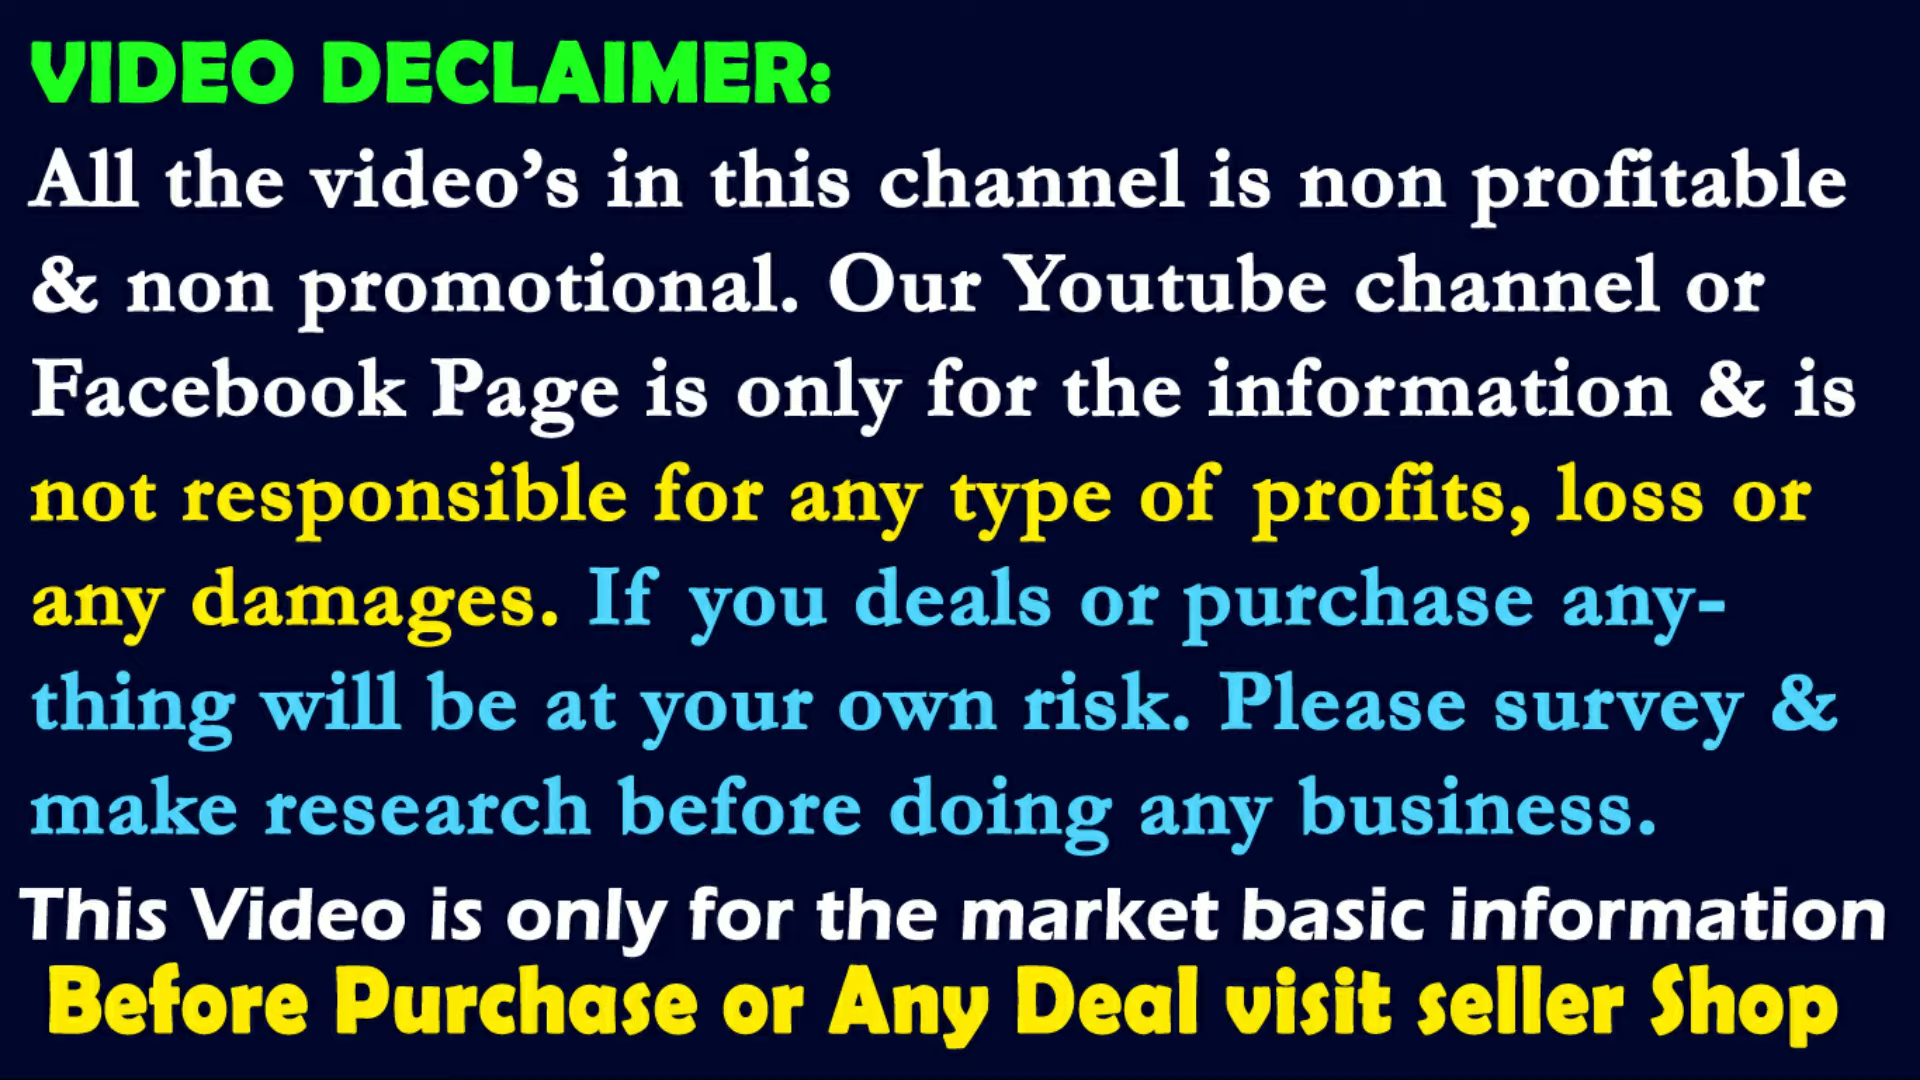 VIDEO DECLAIMER:
All the video's in this channel is non profitable
& non promotional. Our Youtube channel or
Facebook Page is only for the information & is
not responsible for any type of profits, loss or
any damages. If you deals or purchase any-
thing will be at your own risk. Please survey &
make research before doing any business.
This Video is only for the market basic information
Before Purchase or Any Deal visit seller Shop